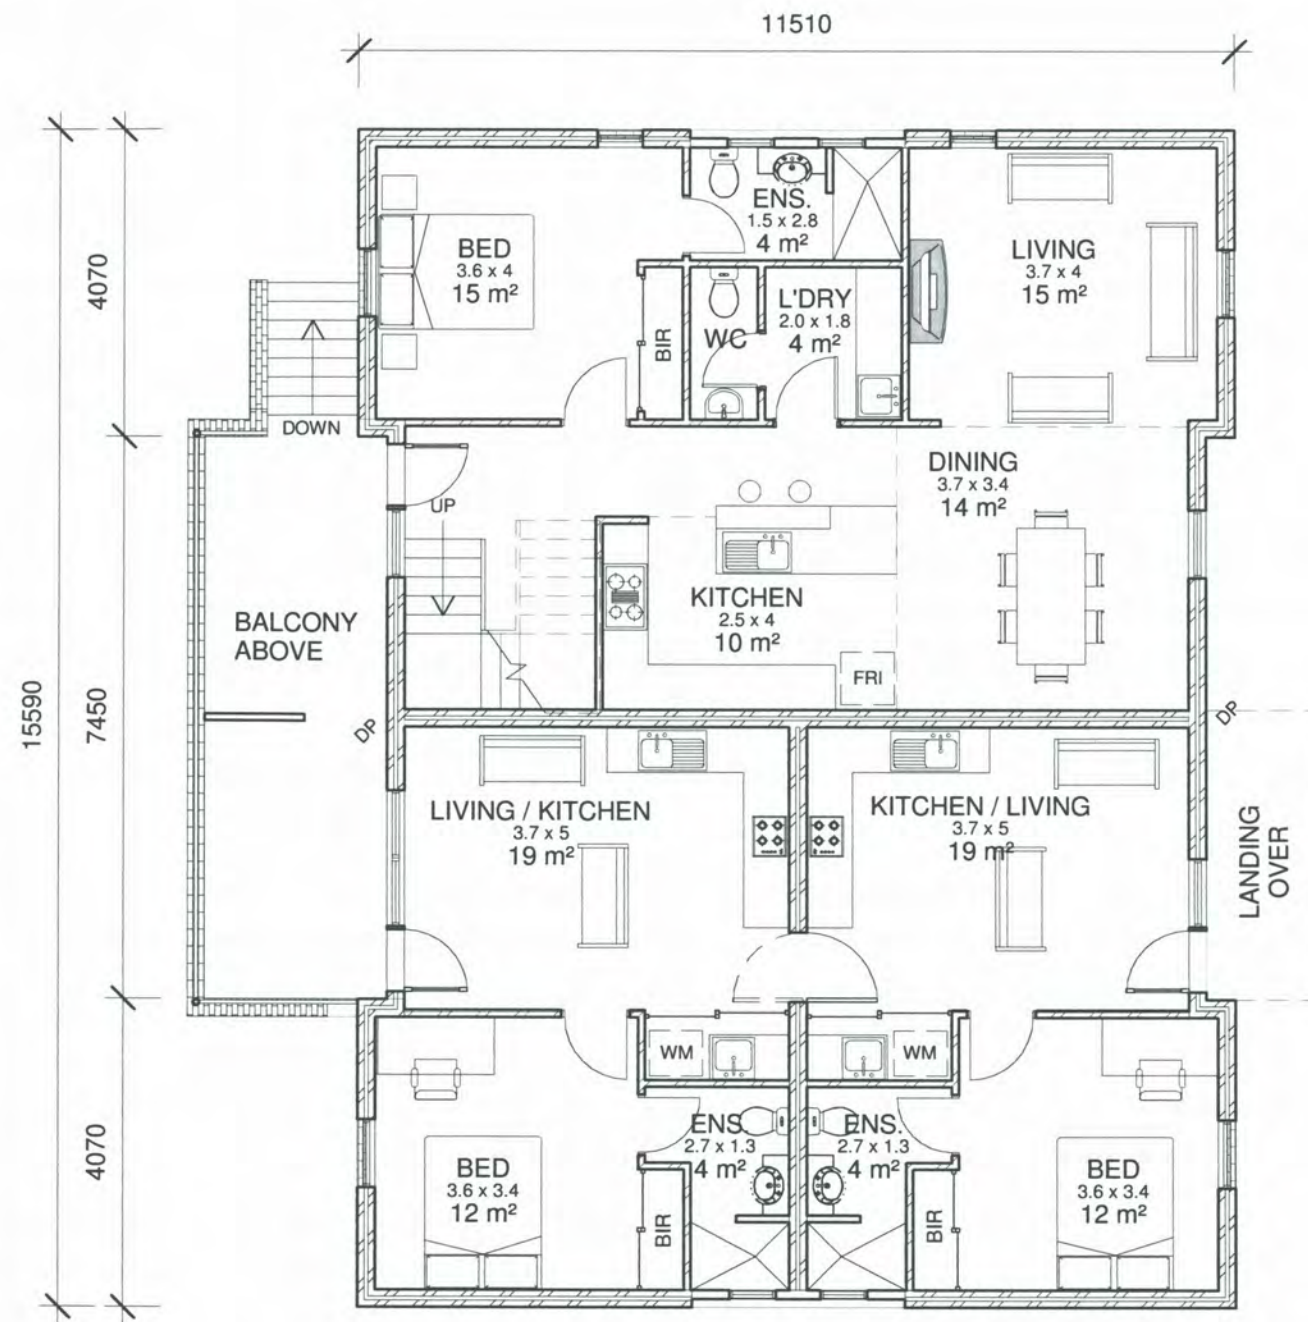 11510
4070
7450
4070
15590
BED
3.6 x 4
15 m²
ENS.
1.5 x 2.8
4 m²
LIVING
3.7 x 4
15 m²
BIR
WC
L'DRY
2.0 x 1.8
4 m²
DOWN
UP
DINING
3.7 x 3.4
14 m²
BALCONY
ABOVE
KITCHEN
2.5 x 4
10 m²
FRI
DP
DP
LIVING / KITCHEN
3.7 x 5
19 m²
KITCHEN / LIVING
3.7 x 5
19 m²
LANDING
OVER
WM
WM
ENS.
2.7 x 1.3
4 m²
ENS.
2.7 x 1.3
4 m²
BED
3.6 x 3.4
12 m²
BIR
BIR
BED
3.6 x 3.4
12 m²